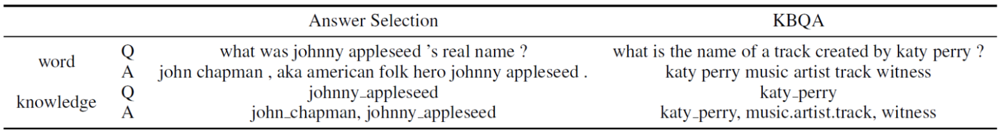 Answer Selection KBQA
word Q what was johnny appleseed 's real name ? what is the name of a track created by katy perry ?
A john chapman , aka american folk hero johnny appleseed . katy perry music artist track witness
knowledge Q johnny_appleseed katy_perry
A john_chapman, johnny_appleseed katy_perry, music.artist.track, witness